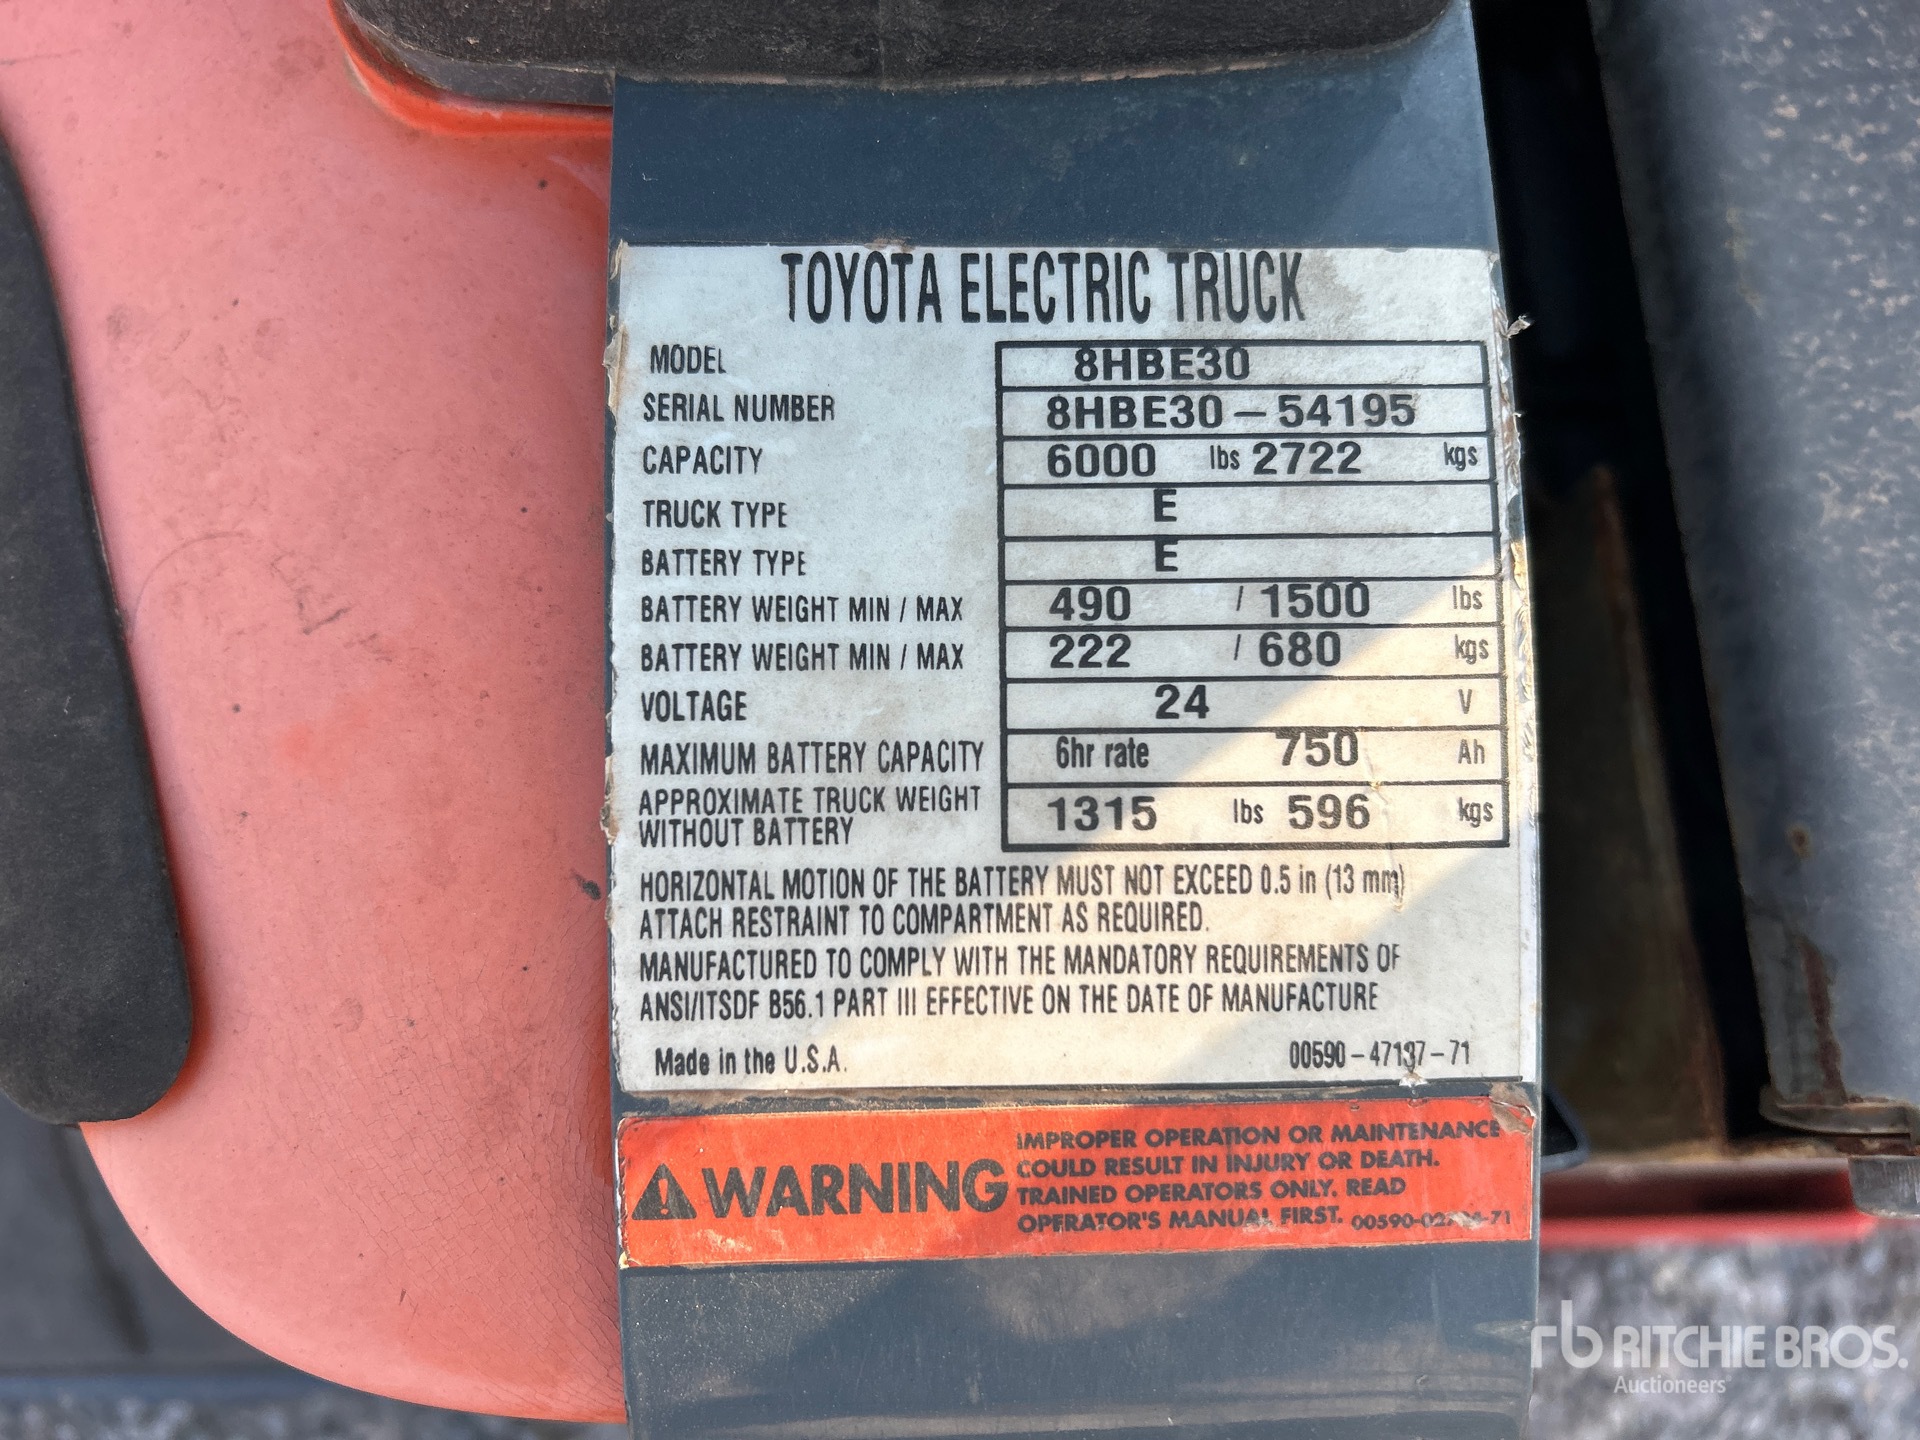 TOYOTA ELECTRIC TRUCK
MODEL 8HBE30
SERIAL NUMBER 8HBE30-54195
CAPACITY 6000 lbs 2722 kgs
TRUCK TYPE E
BATTERY TYPE E
BATTERY WEIGHT MIN / MAX 490 / 1500 lbs
BATTERY WEIGHT MIN / MAX 222 / 680 kgs
VOLTAGE 24 V
MAXIMUM BATTERY CAPACITY 6hr rate 750 Ah
APPROXIMATE TRUCK WEIGHT
WITHOUT BATTERY 1315 lbs 596 kgs
HORIZONTAL MOTION OF THE BATTERY MUST NOT EXCEED 0.5 in (13 mm)
ATTACH RESTRAINT TO COMPARTMENT AS REQUIRED.
MANUFACTURED TO COMPLY WITH THE MANDATORY REQUIREMENTS OF
ANSI/ITSDF B56.1 PART III EFFECTIVE ON THE DATE OF MANUFACTURE
Made in the U.S.A. 00590-47137-71
WARNING
IMPROPER OPERATION OR MAINTENANCE
COULD RESULT IN INJURY OR DEATH.
TRAINED OPERATORS ONLY. READ
OPERATOR'S MANUAL FIRST.
rb RITCHIE BROS.
Auctioneers